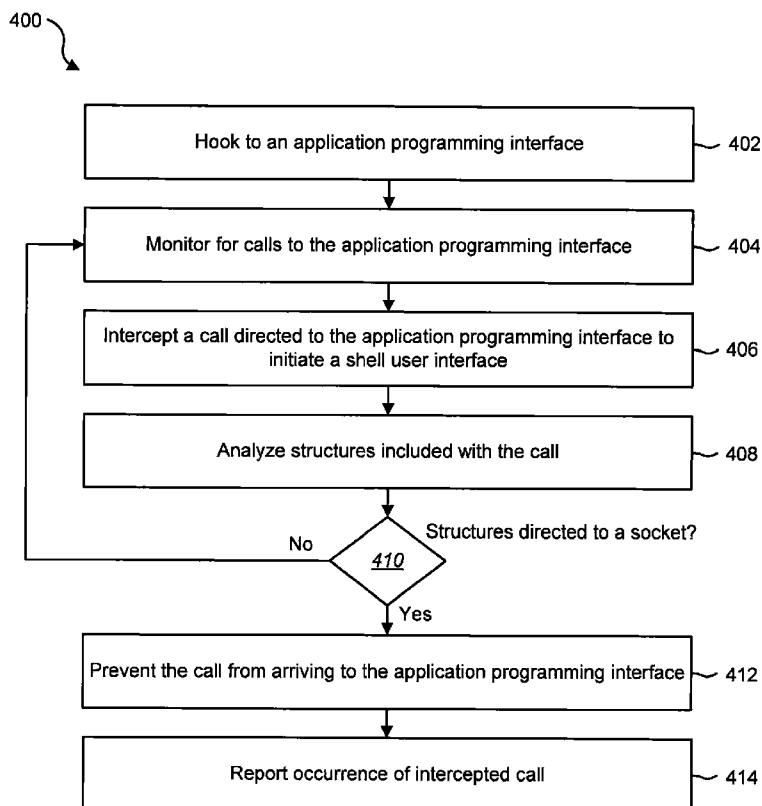 400
Hook to an application programming interface
402
Monitor for calls to the application programming interface
404
Intercept a call directed to the application programming interface to
initiate a shell user interface
406
Analyze structures included with the call
408
Structures directed to a socket?
No
410
Yes
Prevent the call from arriving to the application programming interface
412
Report occurrence of intercepted call
414